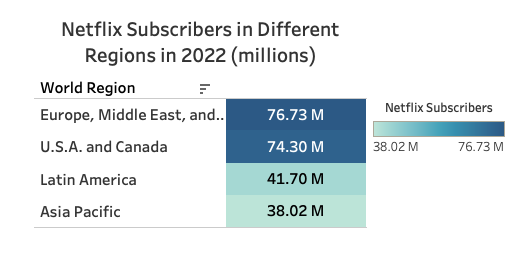 Netflix Subscribers in Different
Regions in 2022 (millions)
World Region
Europe, Middle East, and.. 76.73 M
U.S.A. and Canada 74.30 M
Latin America 41.70 M
Asia Pacific 38.02 M
Netflix Subscribers
38.02 M 76.73 M